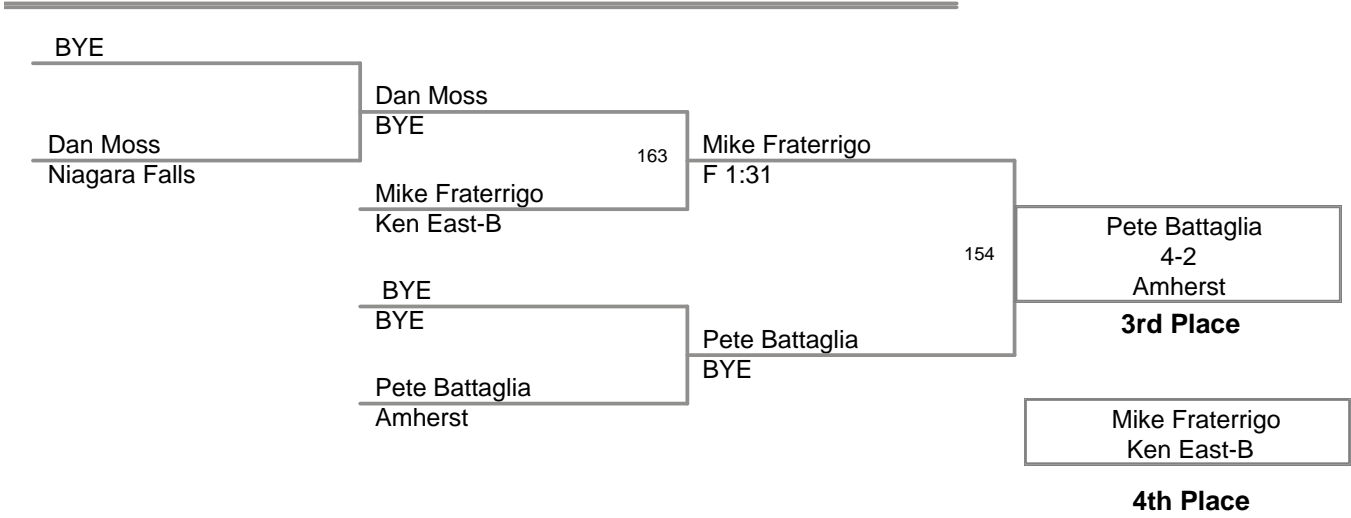 BYE
Dan Moss
BYE
Dan Moss
Niagara Falls
163
Mike Fraterrigo
F 1:31
Mike Fraterrigo
Ken East-B
Pete Battaglia
4-2
Amherst
154
BYE
BYE
3rd Place
Pete Battaglia
BYE
Pete Battaglia
Amherst
Mike Fraterrigo
Ken East-B
4th Place